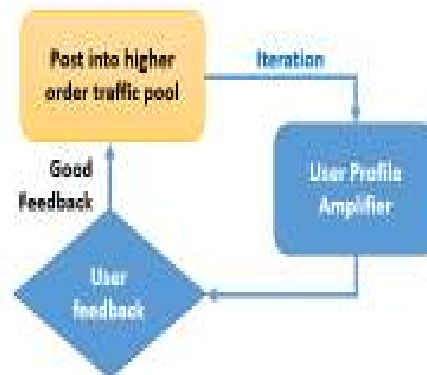 Post into higher
order traffic pool
Iteration
User Profile
Amplifier
Good
Feedback
User
feedback